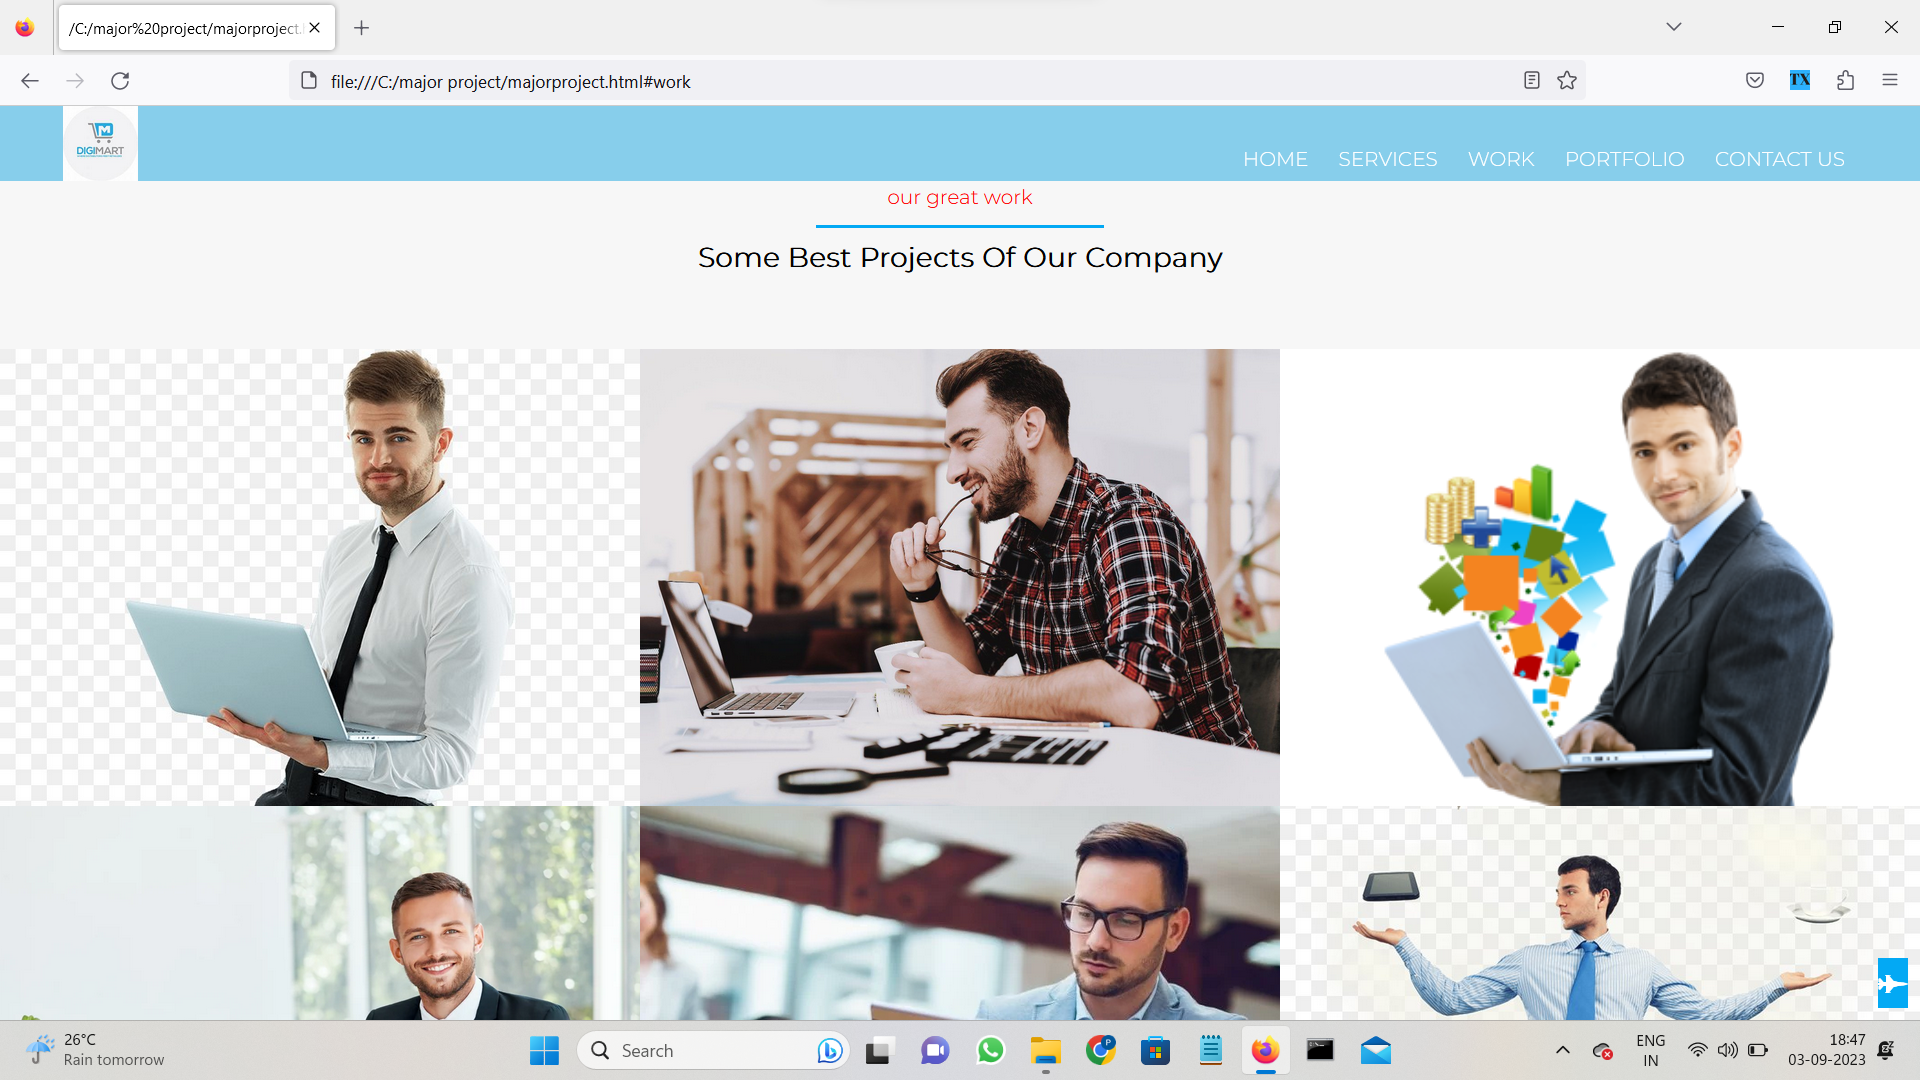 /C:/major%20project/majorproject.
file:///C:/major project/majorproject.html#work
TX
M
DIGIMART
HOME SERVICES WORK PORTFOLIO CONTACT US
our great work
Some Best Projects Of Our Company
26°C
Rain tomorrow
Search
P
ENG
IN
18:47
03-09-2023